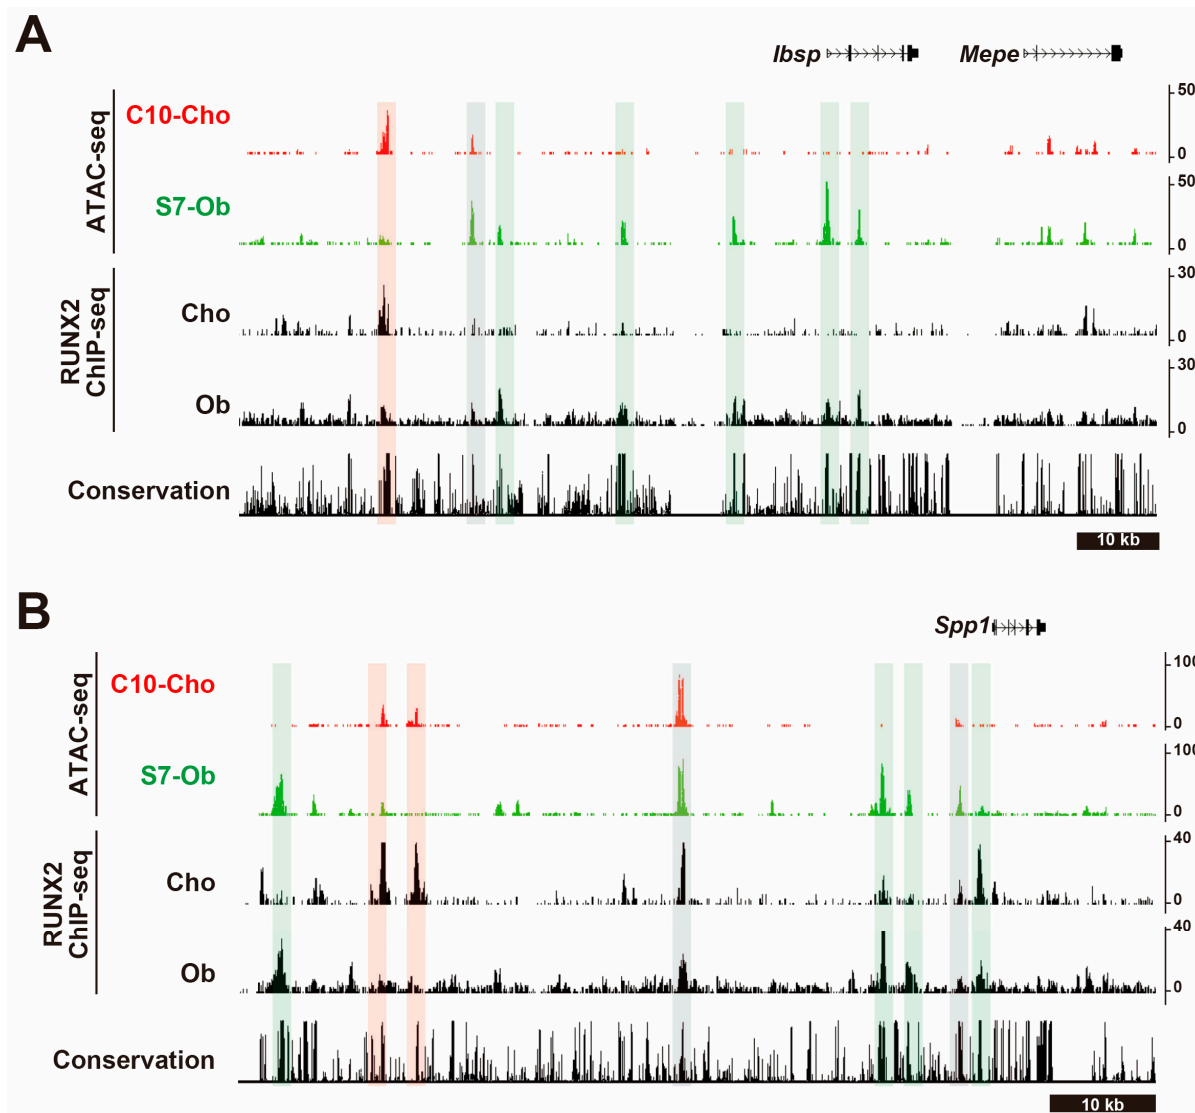 A
Ibsp
Mepe
ATAC-seq
C10-Cho
50
0
S7-Ob
50
0
RUNX2
ChIP-seq
Cho
30
0
Ob
30
0
Conservation
10 kb
B
Spp1
ATAC-seq
C10-Cho
100
0
S7-Ob
100
0
RUNX2
ChIP-seq
Cho
40
0
Ob
40
0
Conservation
10 kb